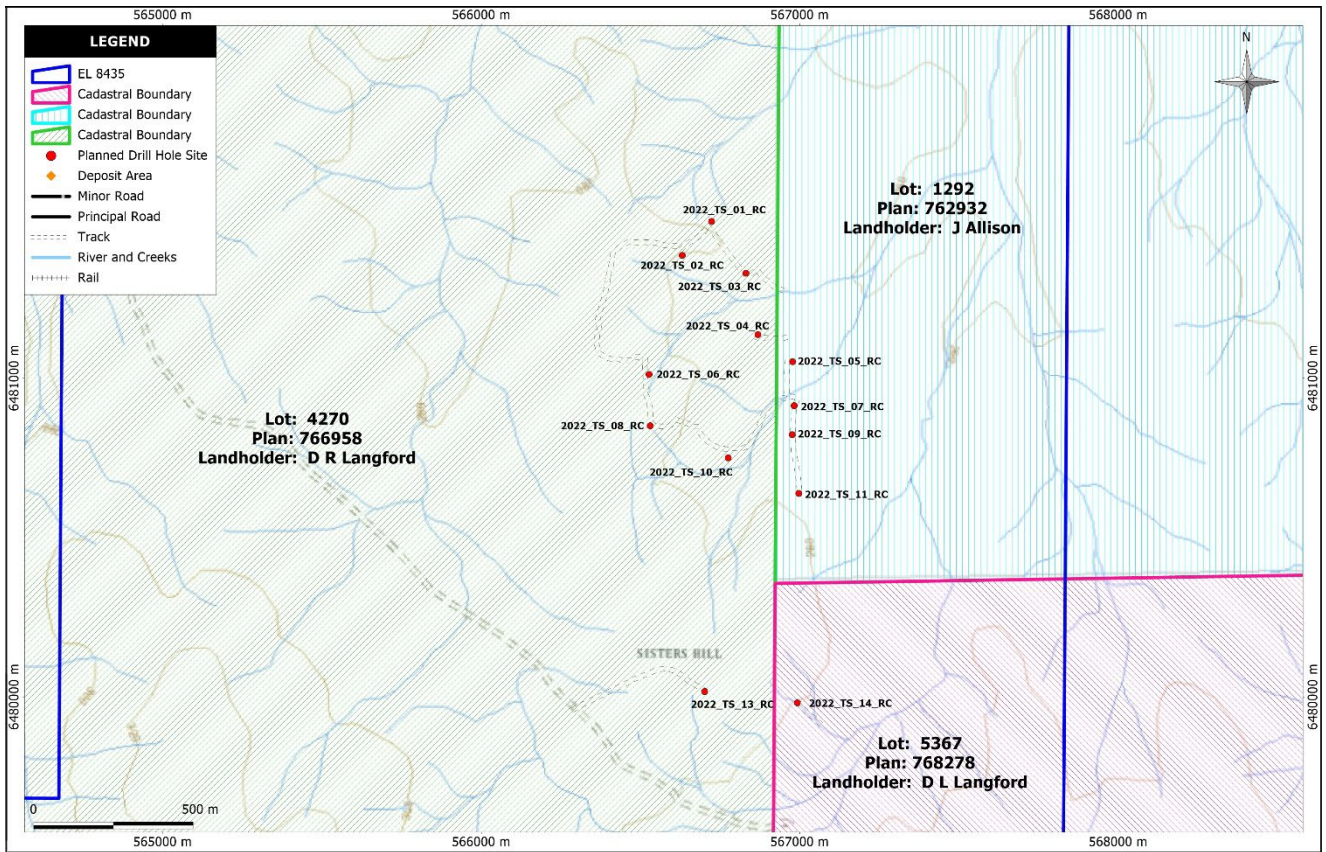 565000 m
566000 m
567000 m
568000 m
LEGEND
EL 8435
Cadastral Boundary
Cadastral Boundary
Cadastral Boundary
Planned Drill Hole Site
Deposit Area
Minor Road
Principal Road
Track
River and Creeks
Rail
N
Lot: 1292
Plan: 762932
Landholder: J Allison
2022_TS_01_RC
2022_TS_02_RC
2022_TS_03_RC
2022_TS_04_RC
2022_TS_05_RC
2022_TS_06_RC
2022_TS_07_RC
2022_TS_08_RC
2022_TS_09_RC
2022_TS_10_RC
2022_TS_11_RC
6481000 m
6481000 m
Lot: 4270
Plan: 766958
Landholder: D R Langford
SISTERS HILL
2022_TS_13_RC
2022_TS_14_RC
6480000 m
6480000 m
Lot: 5367
Plan: 768278
Landholder: D L Langford
0
500 m
565000 m
566000 m
567000 m
568000 m